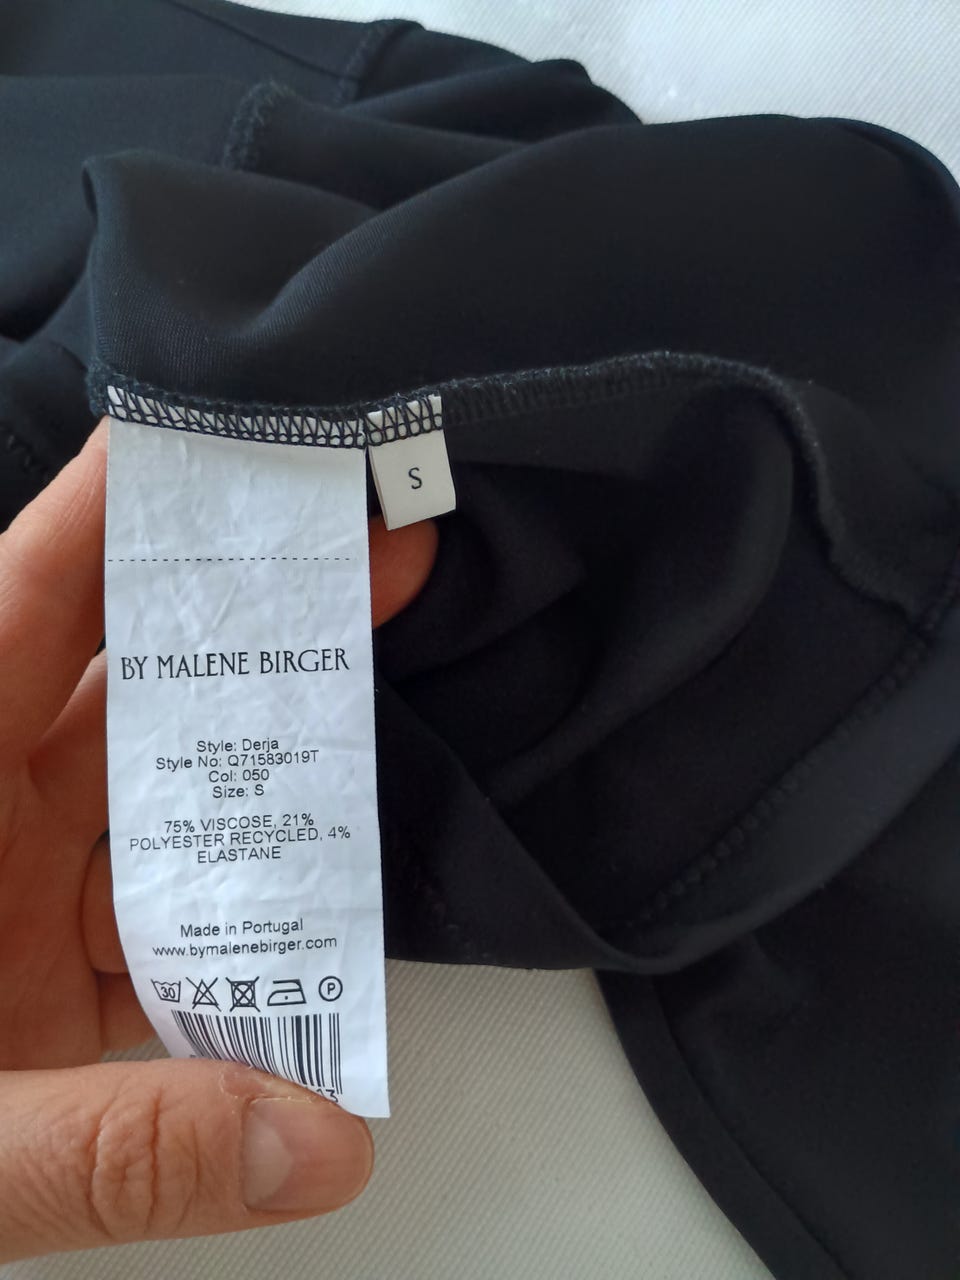 S
BY MALENE BIRGER
Style: Derja
Style No: Q71583019T
Col: 050
Size: S
75% VISCOSE, 21%
POLYESTER RECYCLED, 4%
ELASTANE
Made in Portugal
www.bymalenebirger.com
30 P